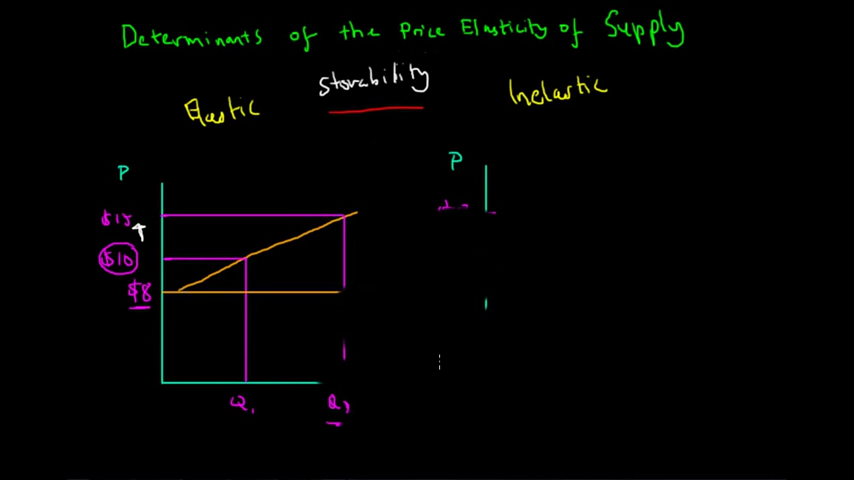 Determinants of the Price Elasticity of Supply
Storability
Elastic
Inelastic
P
P
$15
$10
$8
Q1
Q2